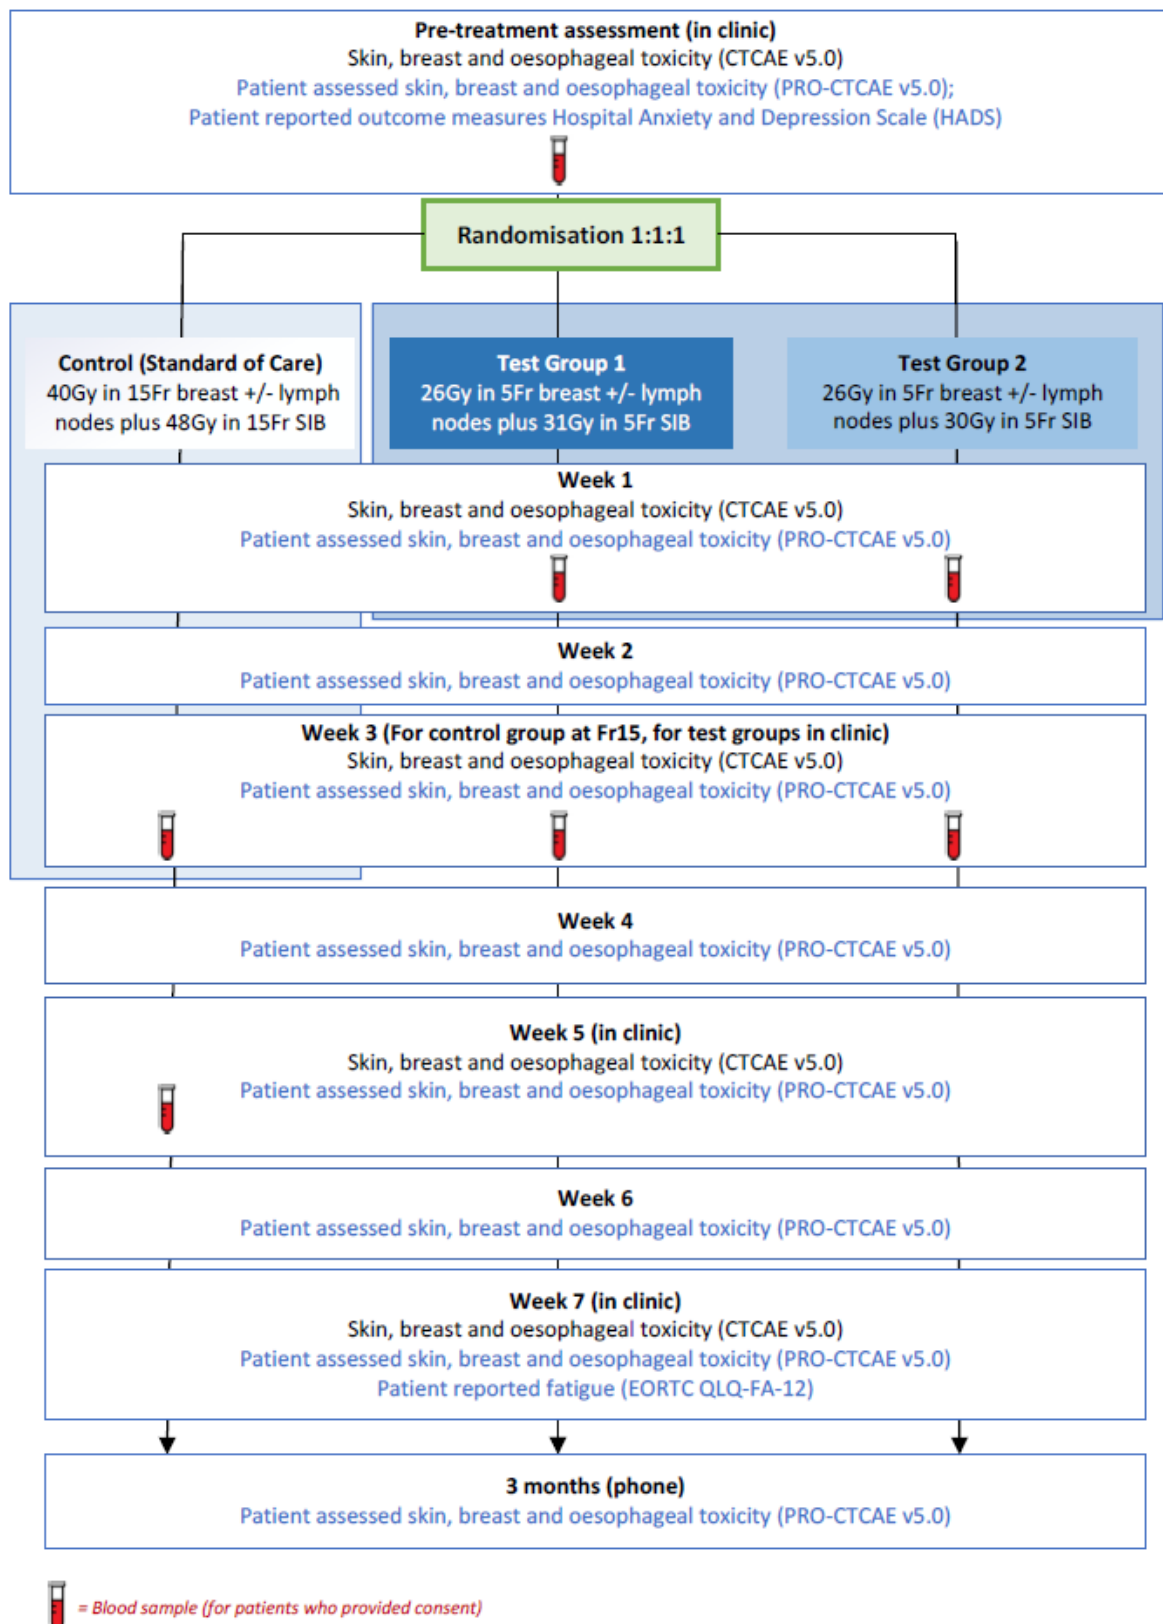 Pre-treatment assessment (in clinic)
Skin, breast and oesophageal toxicity (CTCAE v5.0)
Patient assessed skin, breast and oesophageal toxicity (PRO-CTCAE v5.0);
Patient reported outcome measures Hospital Anxiety and Depression Scale (HADS)
Randomisation 1:1:1
Control (Standard of Care)
40Gy in 15Fr breast +/- lymph
nodes plus 48Gy in 15Fr SIB
Test Group 1
26Gy in 5Fr breast +/- lymph
nodes plus 31Gy in 5Fr SIB
Test Group 2
26Gy in 5Fr breast +/- lymph
nodes plus 30Gy in 5Fr SIB
Week 1
Skin, breast and oesophageal toxicity (CTCAE v5.0)
Patient assessed skin, breast and oesophageal toxicity (PRO-CTCAE v5.0)
Week 2
Patient assessed skin, breast and oesophageal toxicity (PRO-CTCAE v5.0)
Week 3 (For control group at Fr15, for test groups in clinic)
Skin, breast and oesophageal toxicity (CTCAE v5.0)
Patient assessed skin, breast and oesophageal toxicity (PRO-CTCAE v5.0)
Week 4
Patient assessed skin, breast and oesophageal toxicity (PRO-CTCAE v5.0)
Week 5 (in clinic)
Skin, breast and oesophageal toxicity (CTCAE v5.0)
Patient assessed skin, breast and oesophageal toxicity (PRO-CTCAE v5.0)
Week 6
Patient assessed skin, breast and oesophageal toxicity (PRO-CTCAE v5.0)
Week 7 (in clinic)
Skin, breast and oesophageal toxicity (CTCAE v5.0)
Patient assessed skin, breast and oesophageal toxicity (PRO-CTCAE v5.0)
Patient reported fatigue (EORTC QLQ-FA-12)
3 months (phone)
Patient assessed skin, breast and oesophageal toxicity (PRO-CTCAE v5.0)
= Blood sample (for patients who provided consent)